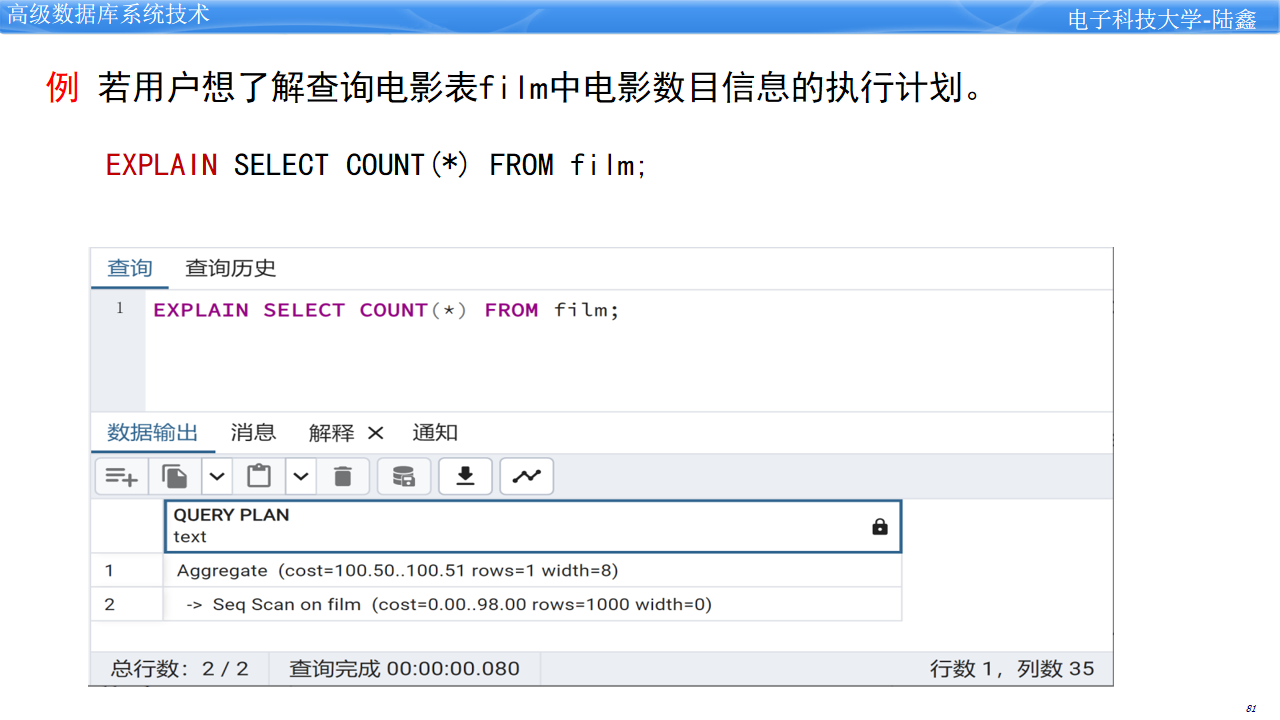 高级数据库系统技术
电子科技大学-陆鑫
例 若用户想了解查询电影表film中电影数目信息的执行计划。
EXPLAIN SELECT COUNT(*) FROM film;
查询 查询历史
1 EXPLAIN SELECT COUNT(*) FROM film;
数据输出 消息 解释 × 通知
QUERY PLAN
text
1 Aggregate (cost=100.50..100.51 rows=1 width=8)
2 -> Seq Scan on film (cost=0.00..98.00 rows=1000 width=0)
总行数：2 / 2 查询完成 00:00:00.080 行数 1，列数 35
81